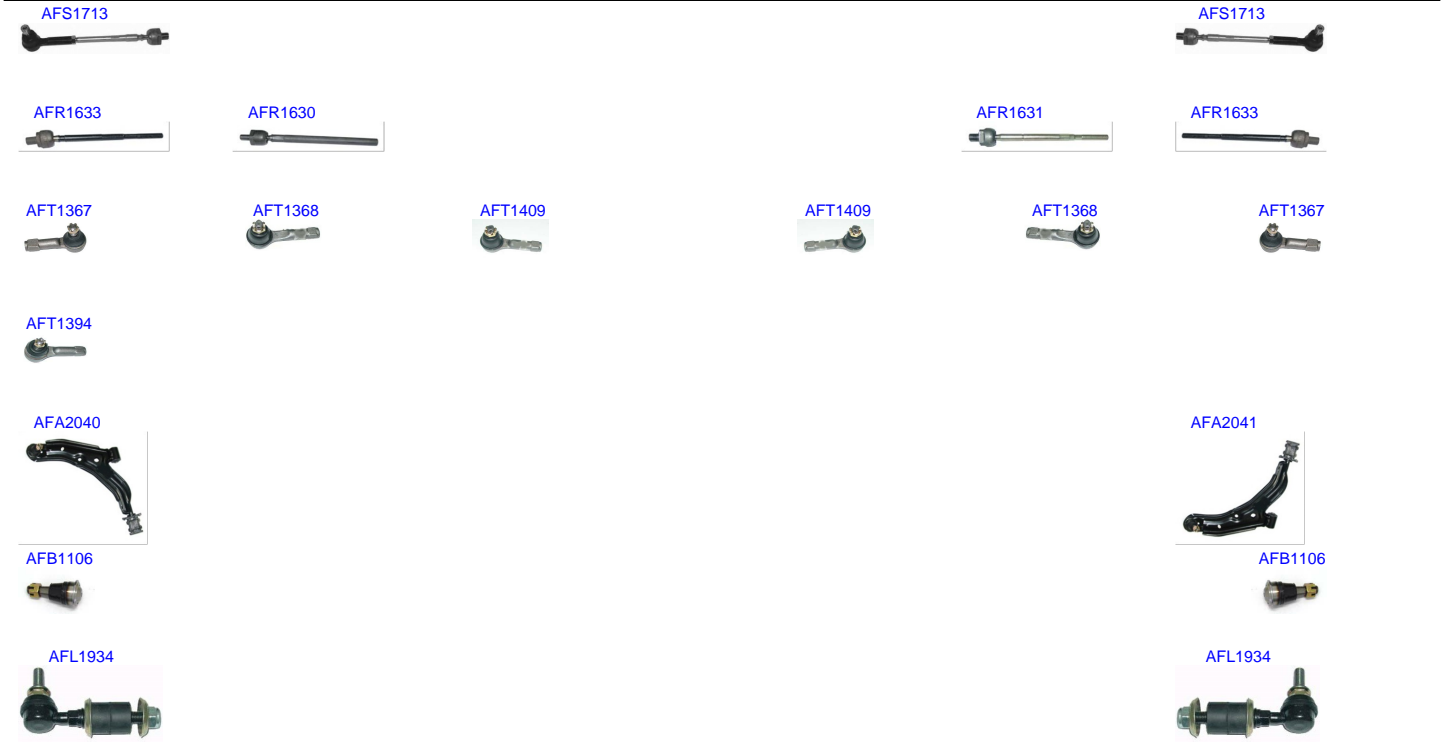 AFS1713 AFS1713
AFR1633 AFR1630 AFR1631 AFR1633
AFT1367 AFT1368 AFT1409 AFT1409 AFT1368 AFT1367
AFT1394
AFA2040 AFA2041
AFB1106 AFB1106
AFL1934 AFL1934